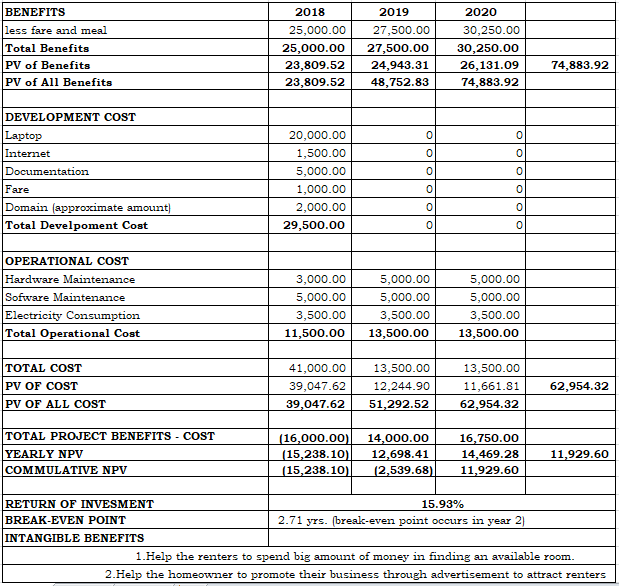 BENEFITS 2018 2019 2020
less fare and meal 25,000.00 27,500.00 30,250.00
Total Benefits 25,000.00 27,500.00 30,250.00
PV of Benefits 23,809.52 24,943.31 26,131.09 74,883.92
PV of All Benefits 23,809.52 48,752.83 74,883.92
DEVELOPMENT COST
Laptop 20,000.00 0 0
Internet 1,500.00 0 0
Documentation 5,000.00 0 0
Fare 1,000.00 0 0
Domain (approximate amount) 2,000.00 0 0
Total Develpoment Cost 29,500.00 0 0
OPERATIONAL COST
Hardware Maintenance 3,000.00 5,000.00 5,000.00
Sofware Maintenance 5,000.00 5,000.00 5,000.00
Electricity Consumption 3,500.00 3,500.00 3,500.00
Total Operational Cost 11,500.00 13,500.00 13,500.00
TOTAL COST 41,000.00 13,500.00 13,500.00
PV OF COST 39,047.62 12,244.90 11,661.81 62,954.32
PV OF ALL COST 39,047.62 51,292.52 62,954.32
TOTAL PROJECT BENEFITS - COST (16,000.00) 14,000.00 16,750.00
YEARLY NPV (15,238.10) 12,698.41 14,469.28 11,929.60
COMMULATIVE NPV (15,238.10) (2,539.68) 11,929.60
RETURN OF INVESMENT 15.93%
BREAK-EVEN POINT 2.71 yrs. (break-even point occurs in year 2)
INTANGIBLE BENEFITS
1.Help the renters to spend big amount of money in finding an available room.
2.Help the homeowner to promote their business through advertisement to attract renters